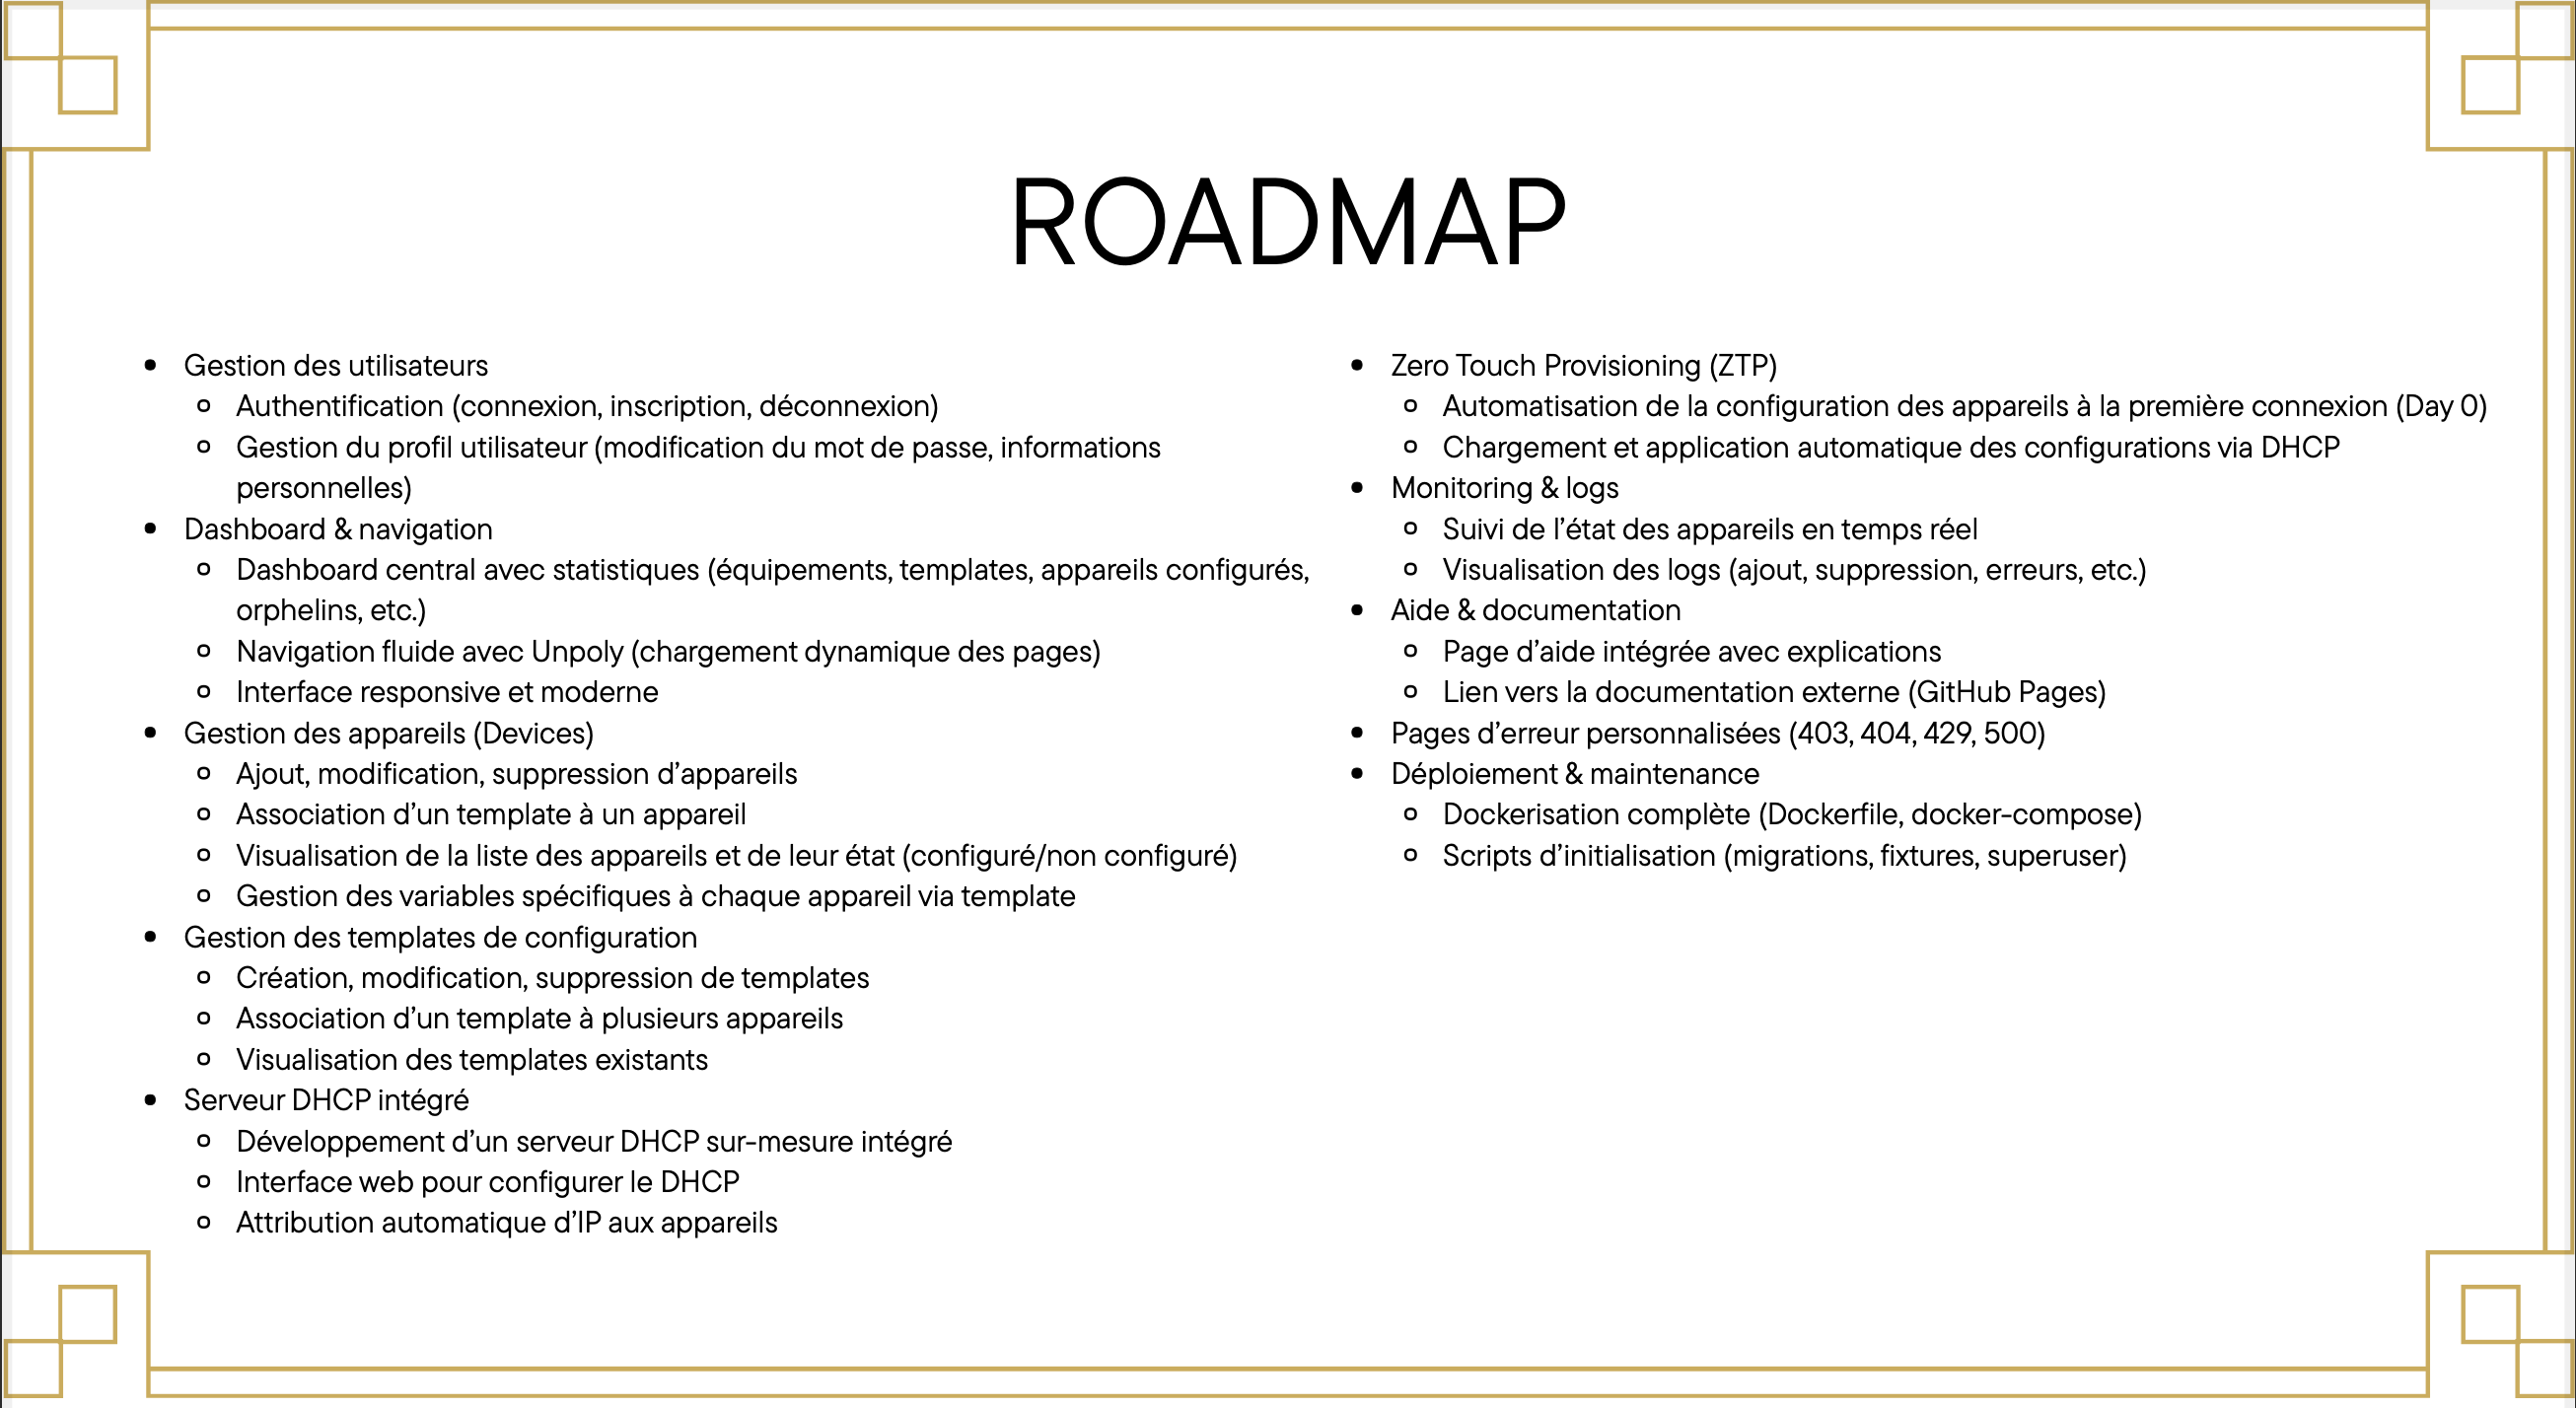 ROADMAP
• Gestion des utilisateurs
○ Authentification (connexion, inscription, déconnexion)
○ Gestion du profil utilisateur (modification du mot de passe, informations
personnelles)
• Dashboard & navigation
○ Dashboard central avec statistiques (équipements, templates, appareils configurés,
orphelins, etc.)
○ Navigation fluide avec Unpoly (chargement dynamique des pages)
○ Interface responsive et moderne
• Gestion des appareils (Devices)
○ Ajout, modification, suppression d’appareils
○ Association d’un template à un appareil
○ Visualisation de la liste des appareils et de leur état (configuré/non configuré)
○ Gestion des variables spécifiques à chaque appareil via template
• Gestion des templates de configuration
○ Création, modification, suppression de templates
○ Association d’un template à plusieurs appareils
○ Visualisation des templates existants
• Serveur DHCP intégré
○ Développement d’un serveur DHCP sur-mesure intégré
○ Interface web pour configurer le DHCP
○ Attribution automatique d’IP aux appareils
• Zero Touch Provisioning (ZTP)
○ Automatisation de la configuration des appareils à la première connexion (Day 0)
○ Chargement et application automatique des configurations via DHCP
• Monitoring & logs
○ Suivi de l’état des appareils en temps réel
○ Visualisation des logs (ajout, suppression, erreurs, etc.)
• Aide & documentation
○ Page d’aide intégrée avec explications
○ Lien vers la documentation externe (GitHub Pages)
• Pages d’erreur personnalisées (403, 404, 429, 500)
• Déploiement & maintenance
○ Dockerisation complète (Dockerfile, docker-compose)
○ Scripts d’initialisation (migrations, fixtures, superuser)